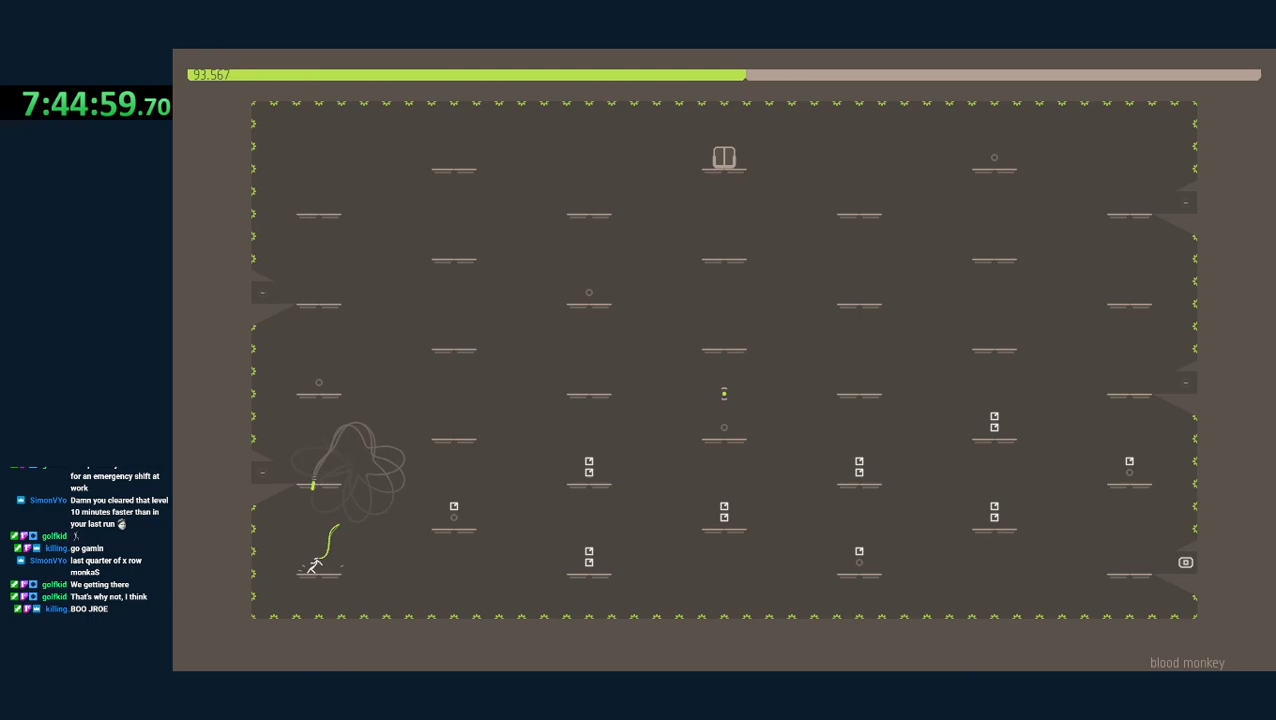 93.567
7:44:59.70
for an emergency shift at
work
SimonVYo Damn you cleared that level
10 minutes faster than in
your last run
golfkid
killing. go gamin
SimonVYo last quarter of x row
monkaS
golfkid We getting there
golfkid That's why not, I think
killing. BOO JROE
blood monkey